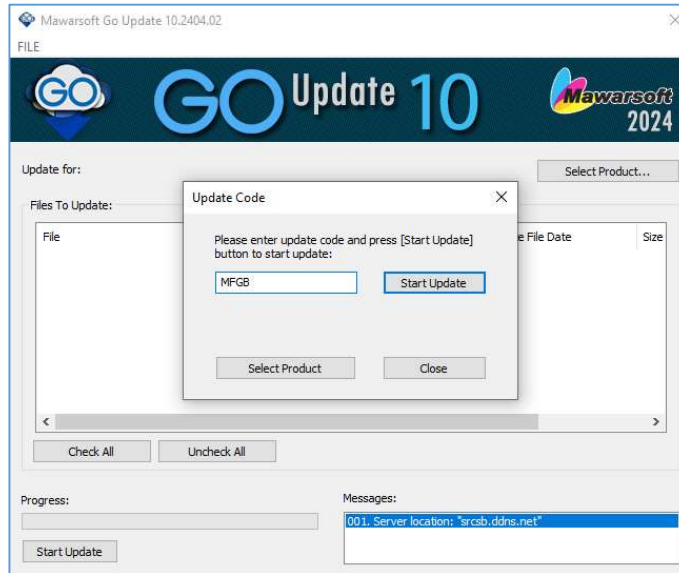 Mawarsoft Go Update 10.2404.02
FILE
GO
GO Update 10
Mawarsoft
2024
Update for:
Select Product...
Files To Update:
File
e File Date
Size
Update Code
Please enter update code and press [Start Update]
button to start update:
MFGB
Start Update
Select Product
Close
Check All
Uncheck All
Progress:
Messages:
001. Server location: "srcsb.ddns.net"
Start Update